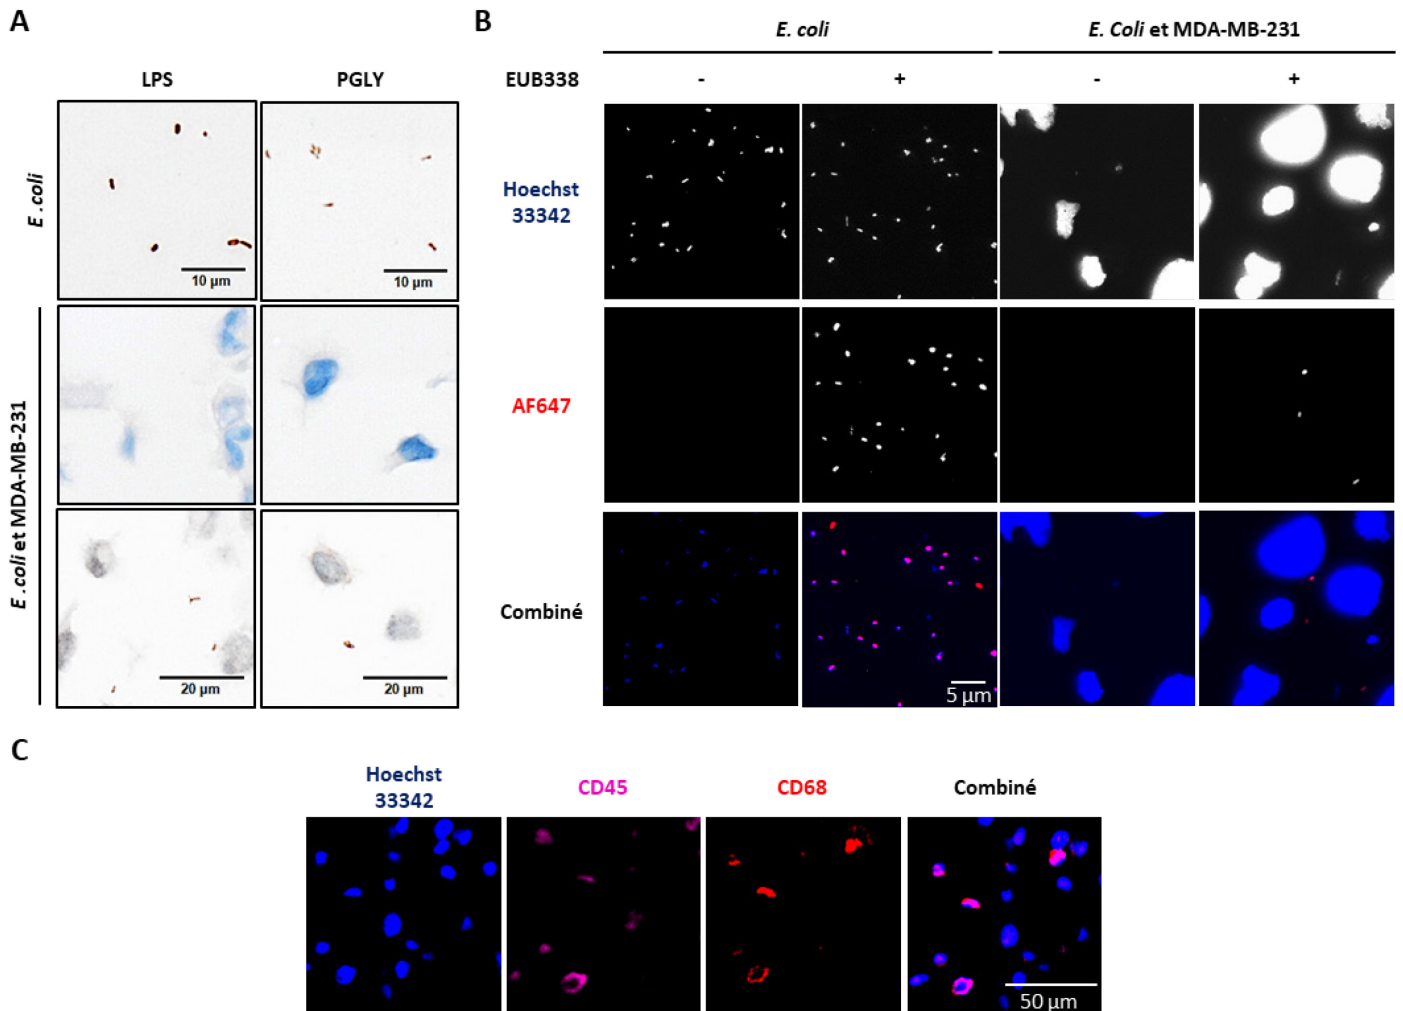 A
B
E. coli
E. Coli et MDA-MB-231
LPS
PGLY
EUB338
-
+
-
+
E .coli
10 µm
10 µm
Hoechst
33342
AF647
E .coli et MDA-MB-231
20 µm
20 µm
Combiné
5 µm
C
Hoechst
33342
CD45
CD68
Combiné
50 µm